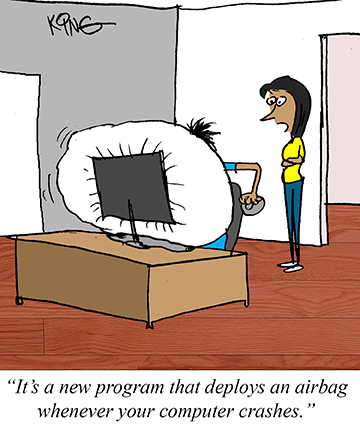 KING
“It’s a new program that deploys an airbag
whenever your computer crashes.”